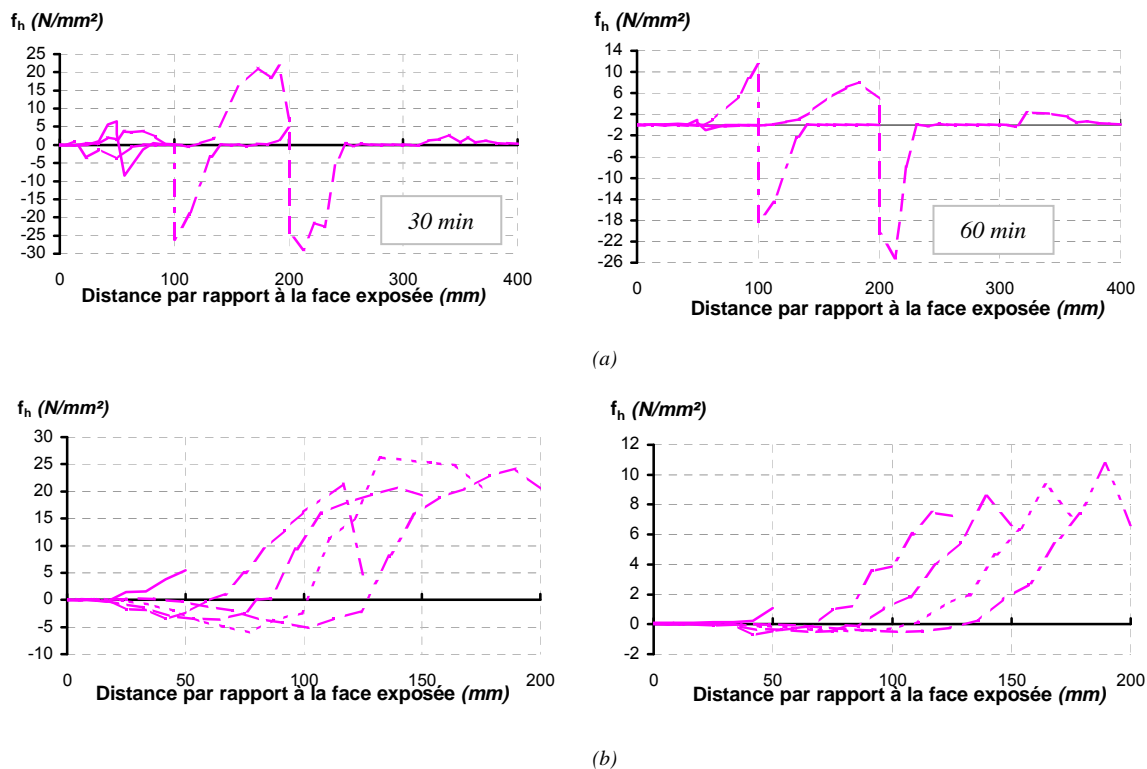 fh (N/mm²)
25
20
15
10
5
0
-5
-10
-15
-20
-25
-30
30 min
0 100 200 300 400
Distance par rapport à la face exposée (mm)
fh (N/mm²)
14
10
6
2
-2
-6
-10
-14
-18
-22
-26
60 min
0 100 200 300 400
Distance par rapport à la face exposée (mm)
(a)
fh (N/mm²)
30
25
20
15
10
5
0
-5
-10
0 50 100 150 200
Distance par rapport à la face exposée (mm)
fh (N/mm²)
12
10
8
6
4
2
0
-2
0 50 100 150 200
Distance par rapport à la face exposée (mm)
(b)